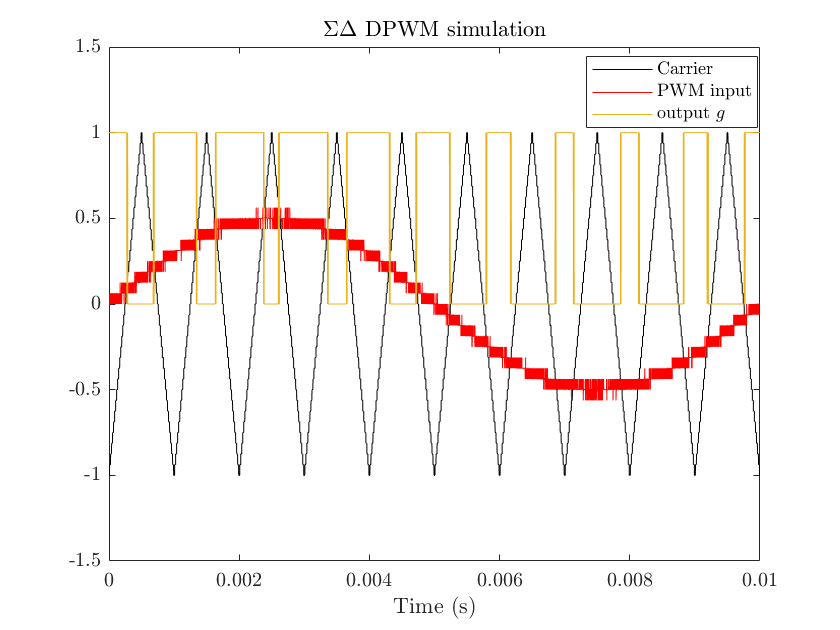 ΣΔ DPWM simulation
1.5
1
0.5
0
-0.5
-1
-1.5
Carrier
PWM input
output g
0 0.002 0.004 0.006 0.008 0.01
Time (s)